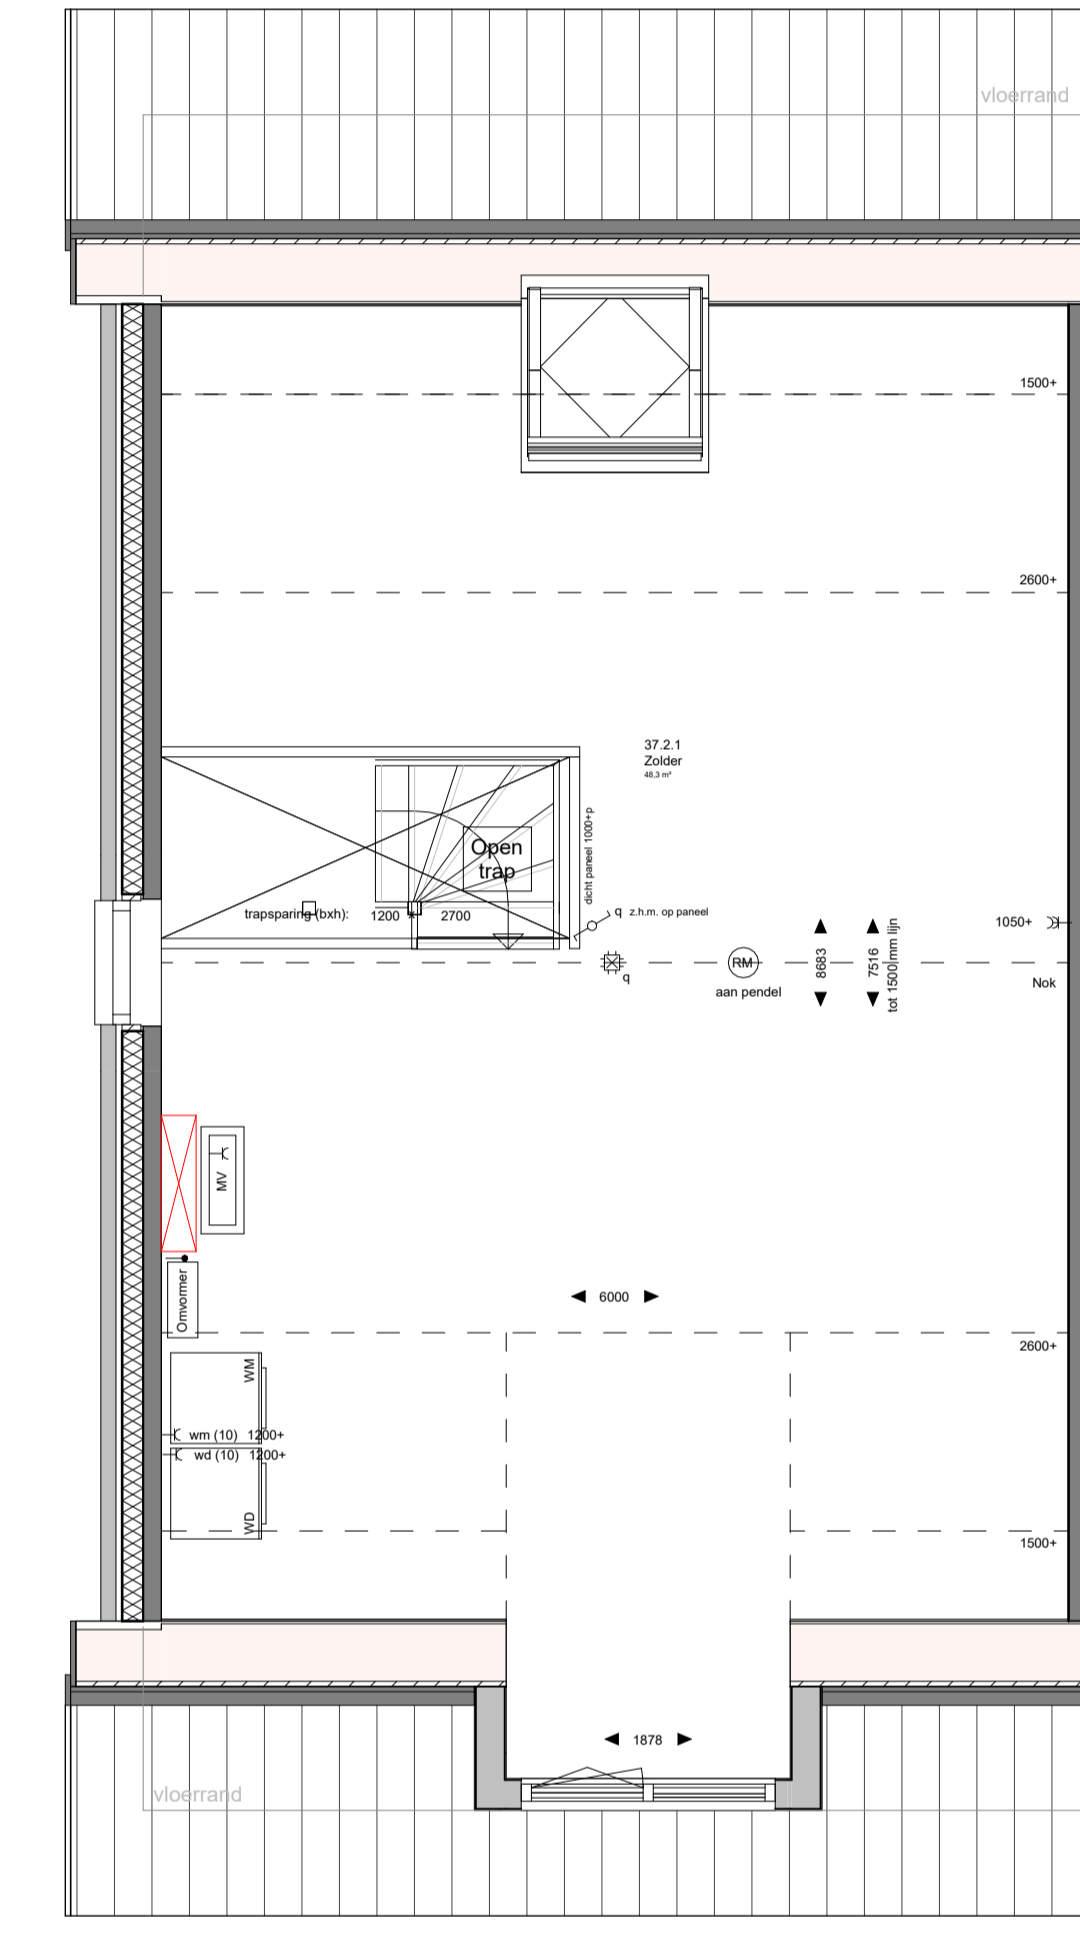 vloerrand
1500+
2600+
37.2.1
Zolder
48,3 m²
Open
trap
dicht paneel 1000+p
trapsparing (bxh): 1200 x 2700
q z.h.m. op paneel
q
RM
aan pendel
8683
7516
tot 1500 mm lijn
1050+
Nok
MV
Omvormer
6000
2600+
WM
wm (10) 1200+
wd (10) 1200+
WD
1500+
1878
vloerrand